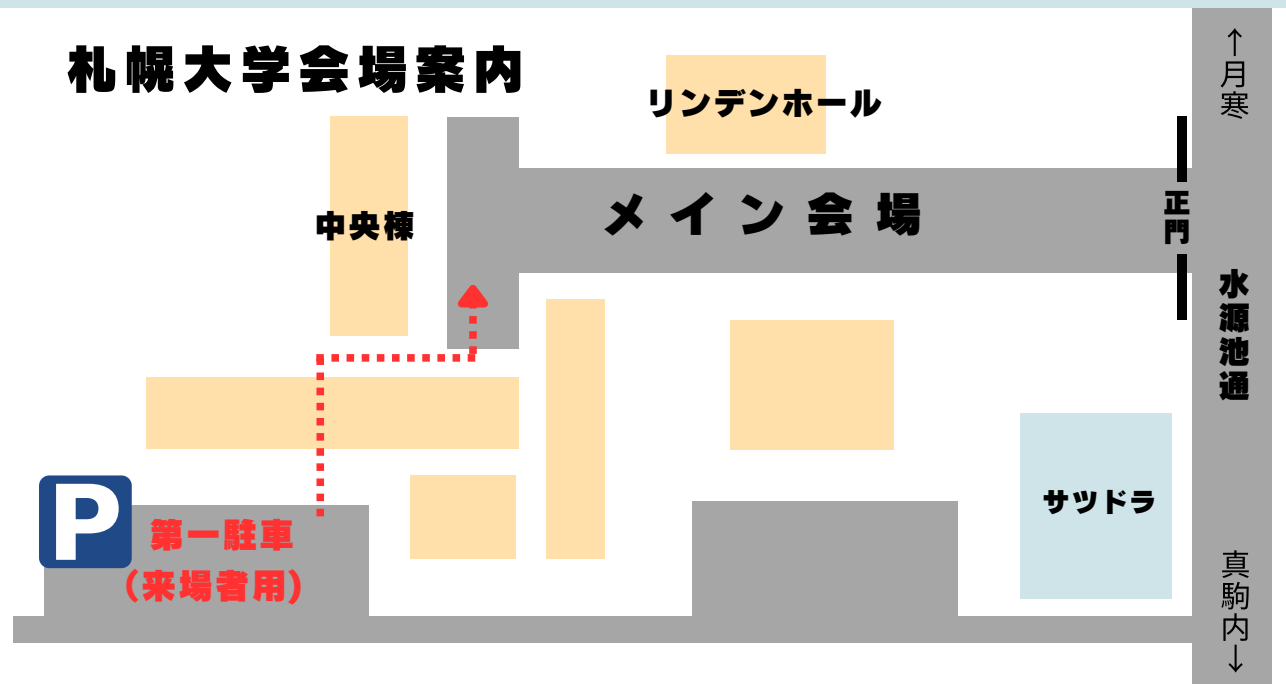 札幌大学会場案内
↑月寒
リンデンホール
メイン会場
正門
中央棟
水源池通
サツドラ
P
第一駐車
(来場者用)
真駒内↓